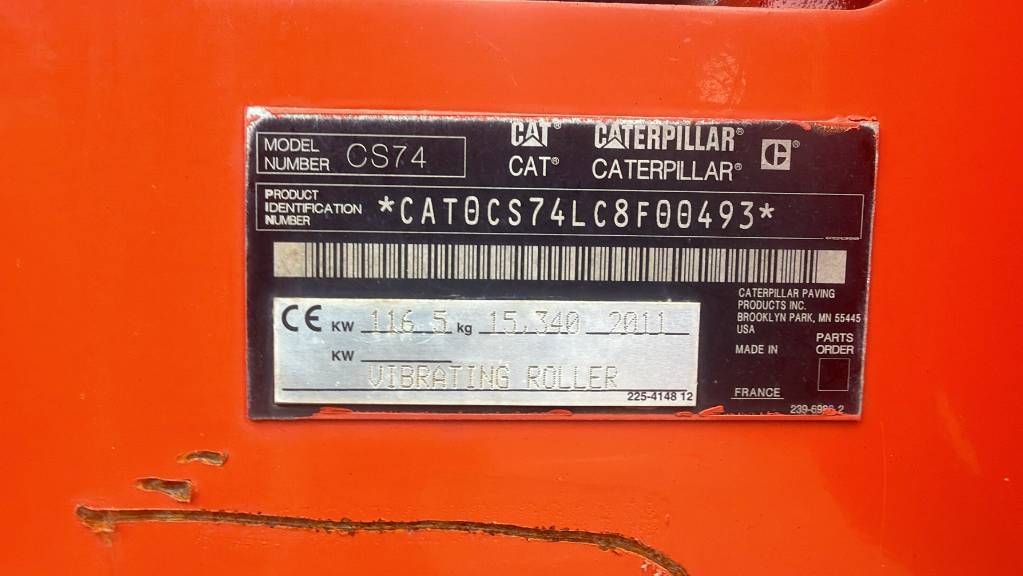 MODEL NUMBER CS74
CAT® CATERPILLAR®
CAT® CATERPILLAR® C®
PRODUCT
IDENTIFICATION
NUMBER
*CAT0CS74LC8F00493*
CATERPILLAR PAVING
PRODUCTS INC.
BROOKLYN PARK, MN 55445
USA
MADE IN
FRANCE
PARTS
ORDER
CE KW 116.5 kg 15.340 2011
KW
VIBRATING ROLLER
225-4148 12